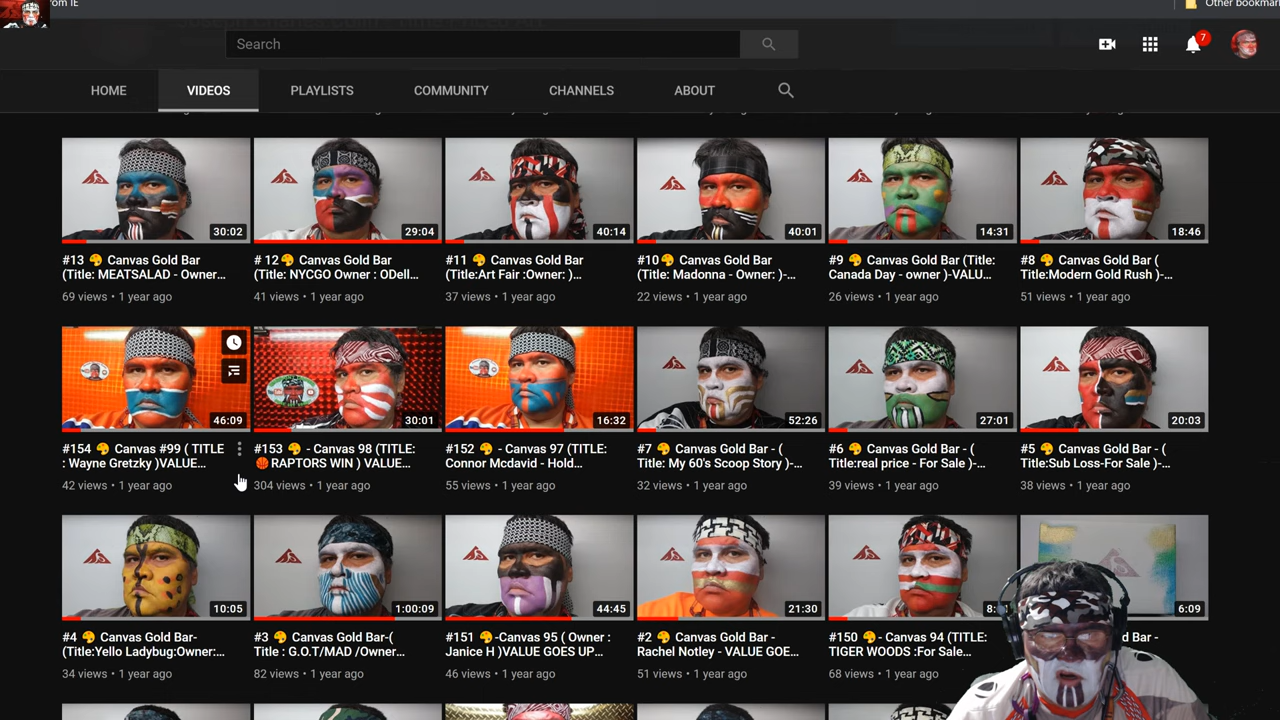 om IE
Other bookmar
Search
7
HOME
VIDEOS
PLAYLISTS
COMMUNITY
CHANNELS
ABOUT
30:02
29:04
40:14
40:01
14:31
18:46
#13 🎨 Canvas Gold Bar
(Title: MEATSALAD - Owner...
69 views • 1 year ago
# 12 🎨 Canvas Gold Bar
(Title: NYCGO Owner : ODell...
41 views • 1 year ago
#11 🎨 Canvas Gold Bar
(Title:Art Fair :Owner: )...
37 views • 1 year ago
#10 🎨 Canvas Gold Bar
(Title: Madonna - Owner: )-...
22 views • 1 year ago
#9 🎨 Canvas Gold Bar (Title:
Canada Day - owner )-VALU...
26 views • 1 year ago
#8 🎨 Canvas Gold Bar (
Title:Modern Gold Rush )-...
51 views • 1 year ago
46:09
30:01
16:32
52:26
27:01
20:03
#154 🎨 Canvas #99 ( TITLE
: Wayne Gretzky )VALUE...
42 views • 1 year ago
#153 🎨 - Canvas 98 (TITLE:
🏀RAPTORS WIN ) VALUE...
304 views • 1 year ago
#152 🎨 - Canvas 97 (TITLE:
Connor Mcdavid - Hold...
55 views • 1 year ago
#7 🎨 Canvas Gold Bar - (
Title: My 60's Scoop Story )-...
32 views • 1 year ago
#6 🎨 Canvas Gold Bar - (
Title:real price - For Sale )-...
39 views • 1 year ago
#5 🎨 Canvas Gold Bar - (
Title:Sub Loss-For Sale )-...
38 views • 1 year ago
10:05
1:00:09
44:45
21:30
8:
6:09
#4 🎨 Canvas Gold Bar-
(Title:Yello Ladybug:Owner:...
34 views • 1 year ago
#3 🎨 Canvas Gold Bar-(
Title : G.O.T/MAD /Owner...
82 views • 1 year ago
#151 🎨-Canvas 95 ( Owner :
Janice H )VALUE GOES UP...
46 views • 1 year ago
#2 🎨 Canvas Gold Bar -
Rachel Notley - VALUE GOE...
51 views • 1 year ago
#150 🎨- Canvas 94 (TITLE:
TIGER WOODS :For Sale...
68 views • 1 year ago
d Bar -